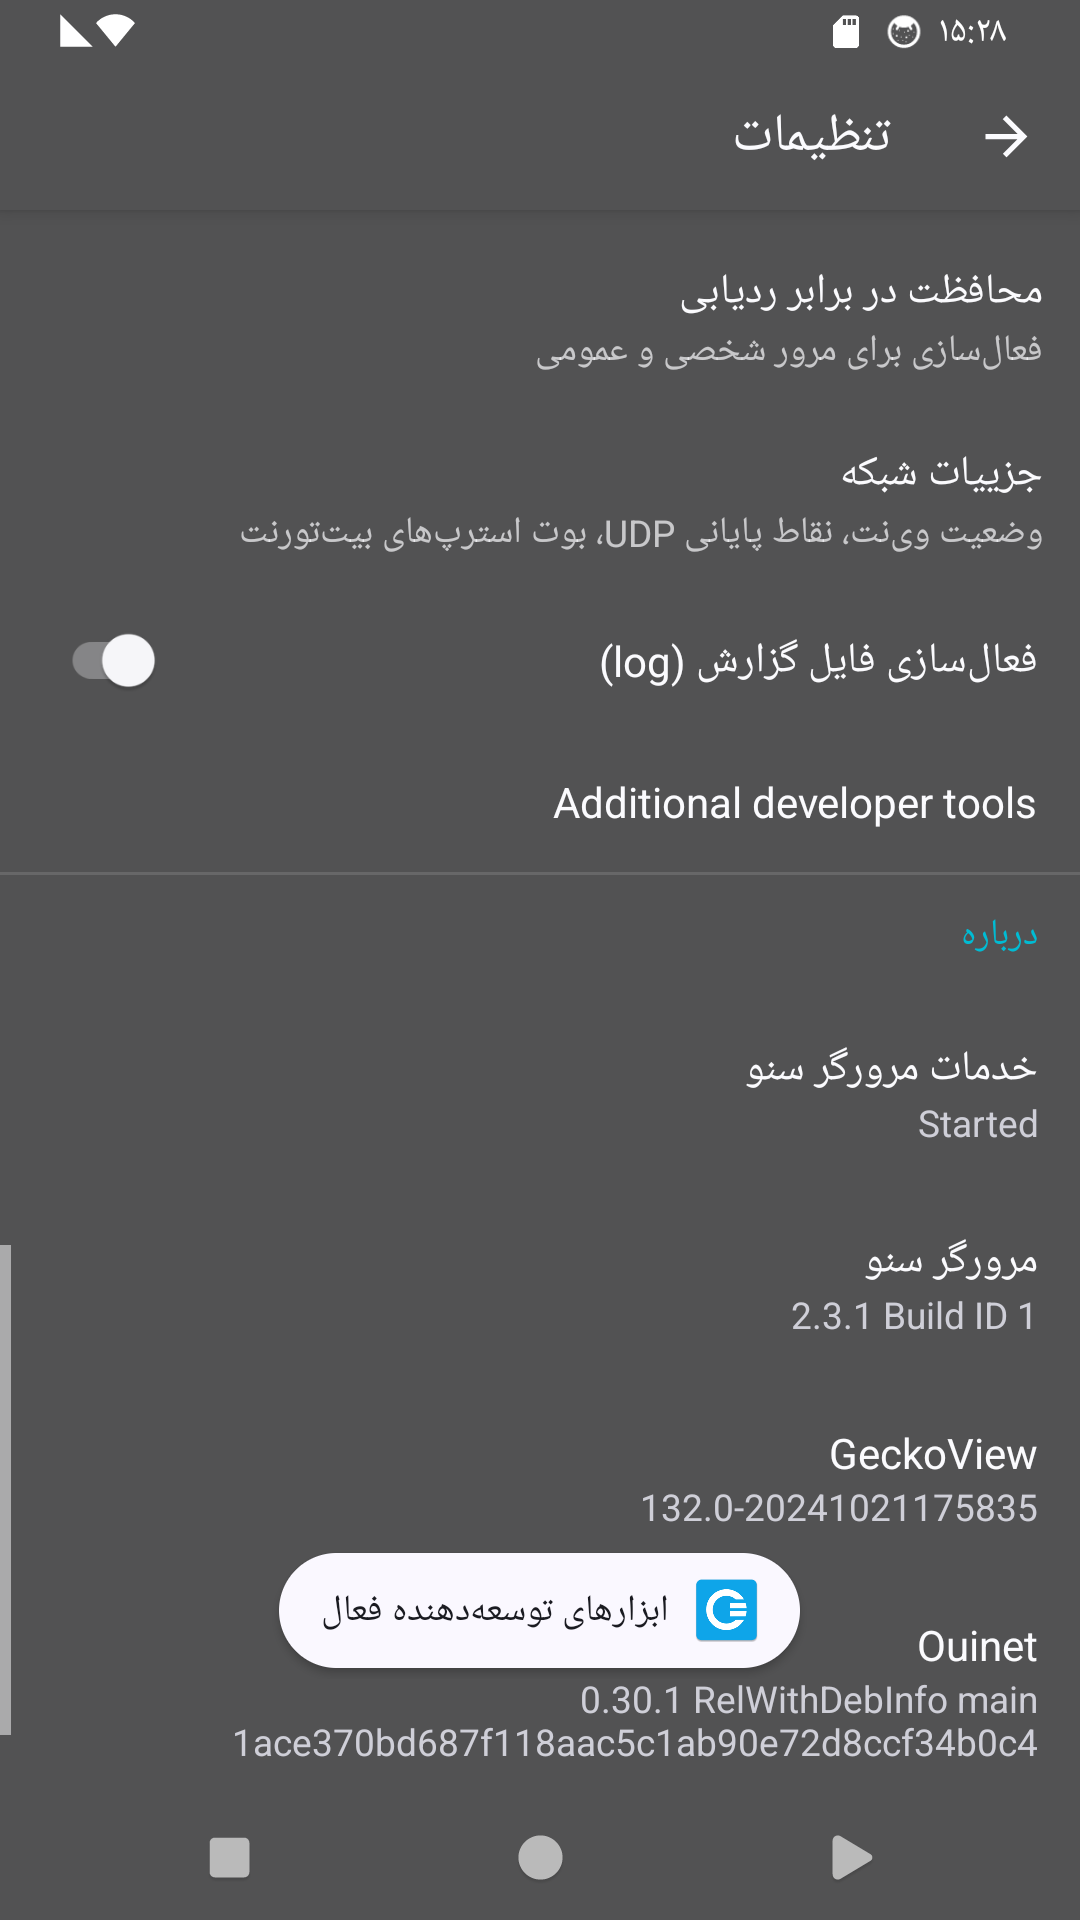 ۱۵:۲۸
تنظیمات
محافظت در برابر ردیابی
فعال‌سازی برای مرور شخصی و عمومی
جزییات شبکه
وضعیت وی‌نت، نقاط پایانی UDP، بوت استرپ‌های بیت‌تورنت
فعال‌سازی فایل گزارش (log)
Additional developer tools
درباره
خدمات مرورگر سنو
Started
مرورگر سنو
2.3.1 Build ID 1
GeckoView
132.0-20241021175835
ابزارهای توسعه‌دهنده فعال
Ouinet
0.30.1 RelWithDebInfo main
1ace370bd687f118aac5c1ab90e72d8ccf34b0c4